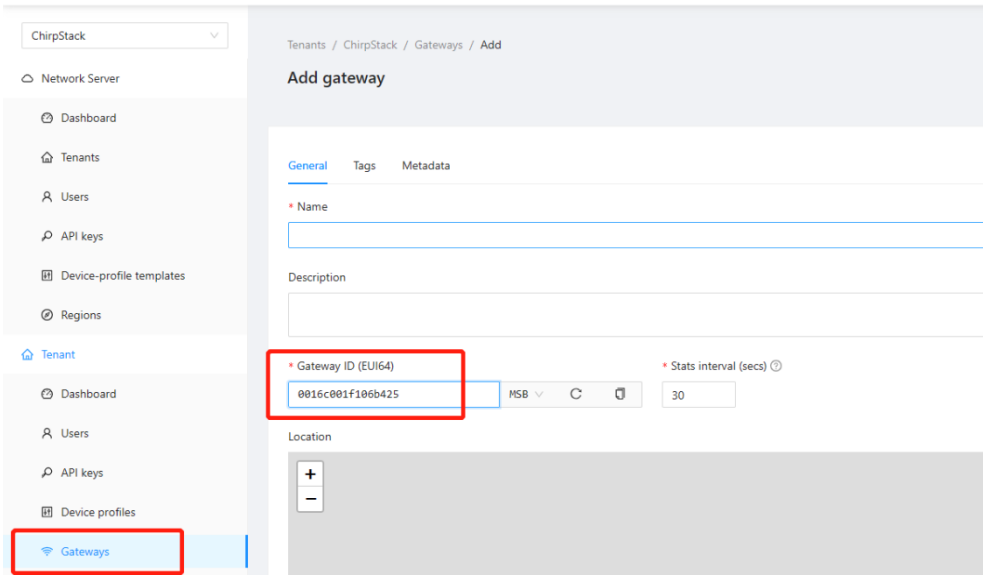 ChirpStack
Network Server
Dashboard
Tenants
Users
API keys
Device-profile templates
Regions
Tenant
Dashboard
Users
API keys
Device profiles
Gateways
Tenants / ChirpStack / Gateways / Add
Add gateway
General Tags Metadata
* Name
Description
* Gateway ID (EUI64) * Stats interval (secs)
0016c001f106b425 MSB 30
Location
+
−